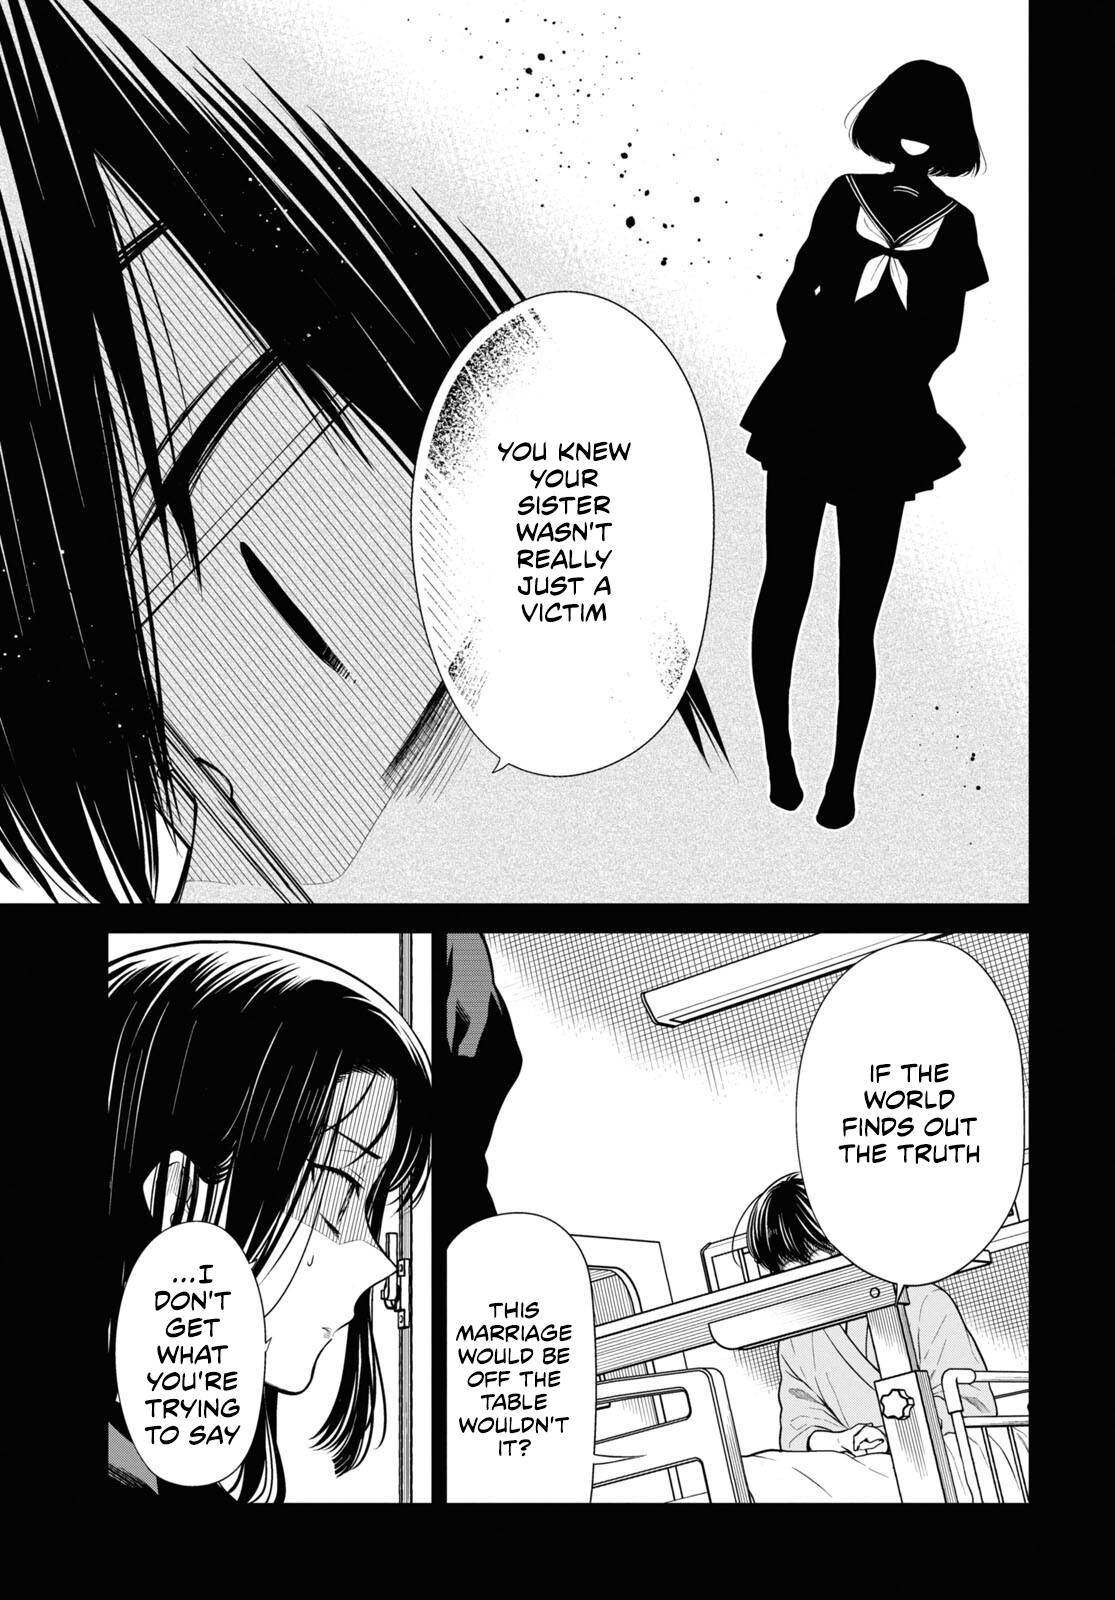 YOU KNEW
YOUR
SISTER
WASN'T
REALLY
JUST A
VICTIM
IF THE
WORLD
FINDS OUT
THE TRUTH
THIS
MARRIAGE
WOULD BE
OFF THE
TABLE
WOULDN'T
IT?
...I
DON'T
GET
WHAT
YOU'RE
TRYING
TO SAY